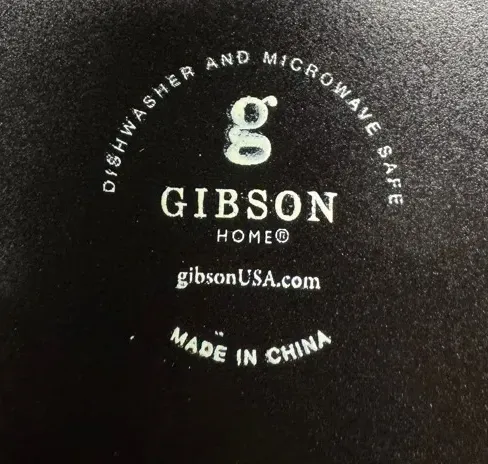 DISHWASHER AND MICROWAVE SAFE
g
GIBSON
HOME®
gibsonUSA.com
MADE IN CHINA